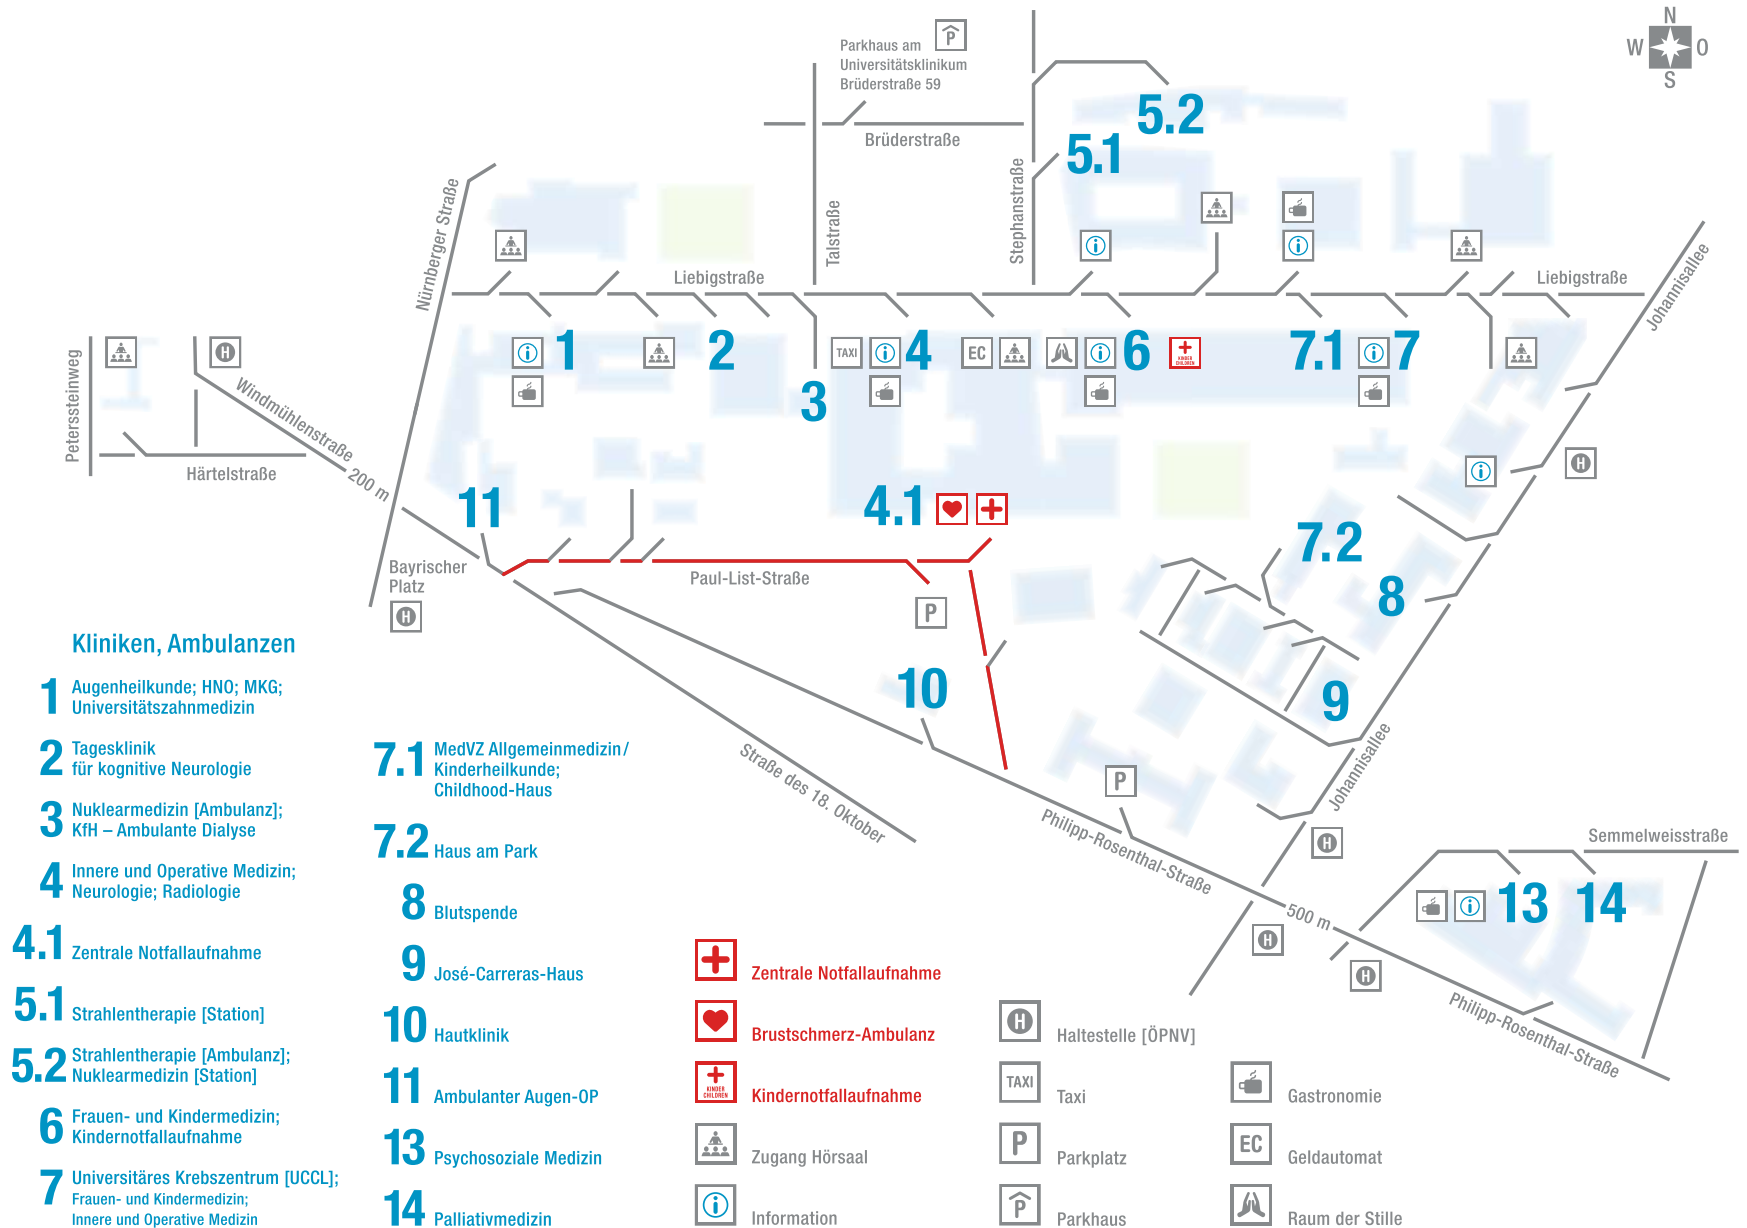 N
W
O
S
Parkhaus am
Universitätsklinikum
Brüderstraße 59
P
Brüderstraße
5.2
5.1
Nürnberger Straße
Talstraße
Stephanstraße
Liebigstraße
Liebigstraße
Johannisallee
Peterssteinweg
H
Windmühlenstraße
200 m
Härtelstraße
1
2
3
TAXI
4
EC
6
KINDER
CHILDREN
7.1
7
H
11
4.1
7.2
8
Bayrischer
Platz
H
Paul-List-Straße
P
10
9
Straße des 18. Oktober
P
Philipp-Rosenthal-Straße
Johannisallee
H
500 m
H
H
Semmelweisstraße
13
14
Philipp-Rosenthal-Straße
Kliniken, Ambulanzen
1 Augenheilkunde; HNO; MKG;
Universitätszahnmedizin
2 Tagesklinik
für kognitive Neurologie
3 Nuklearmedizin [Ambulanz];
KfH – Ambulante Dialyse
4 Innere und Operative Medizin;
Neurologie; Radiologie
4.1 Zentrale Notfallaufnahme
5.1 Strahlentherapie [Station]
5.2 Strahlentherapie [Ambulanz];
Nuklearmedizin [Station]
6 Frauen- und Kindermedizin;
Kindernotfallaufnahme
7 Universitäres Krebszentrum [UCCL];
Frauen- und Kindermedizin;
Innere und Operative Medizin
7.1 MedVZ Allgemeinmedizin/
Kinderheilkunde;
Childhood-Haus
7.2 Haus am Park
8 Blutspende
9 José-Carreras-Haus
10 Hautklinik
11 Ambulanter Augen-OP
13 Psychosoziale Medizin
14 Palliativmedizin
Zentrale Notfallaufnahme
Brustschmerz-Ambulanz
KINDER
CHILDREN
Kindernotfallaufnahme
Zugang Hörsaal
Information
H Haltestelle [ÖPNV]
TAXI Taxi
P Parkplatz
P Parkhaus
Gastronomie
EC Geldautomat
Raum der Stille